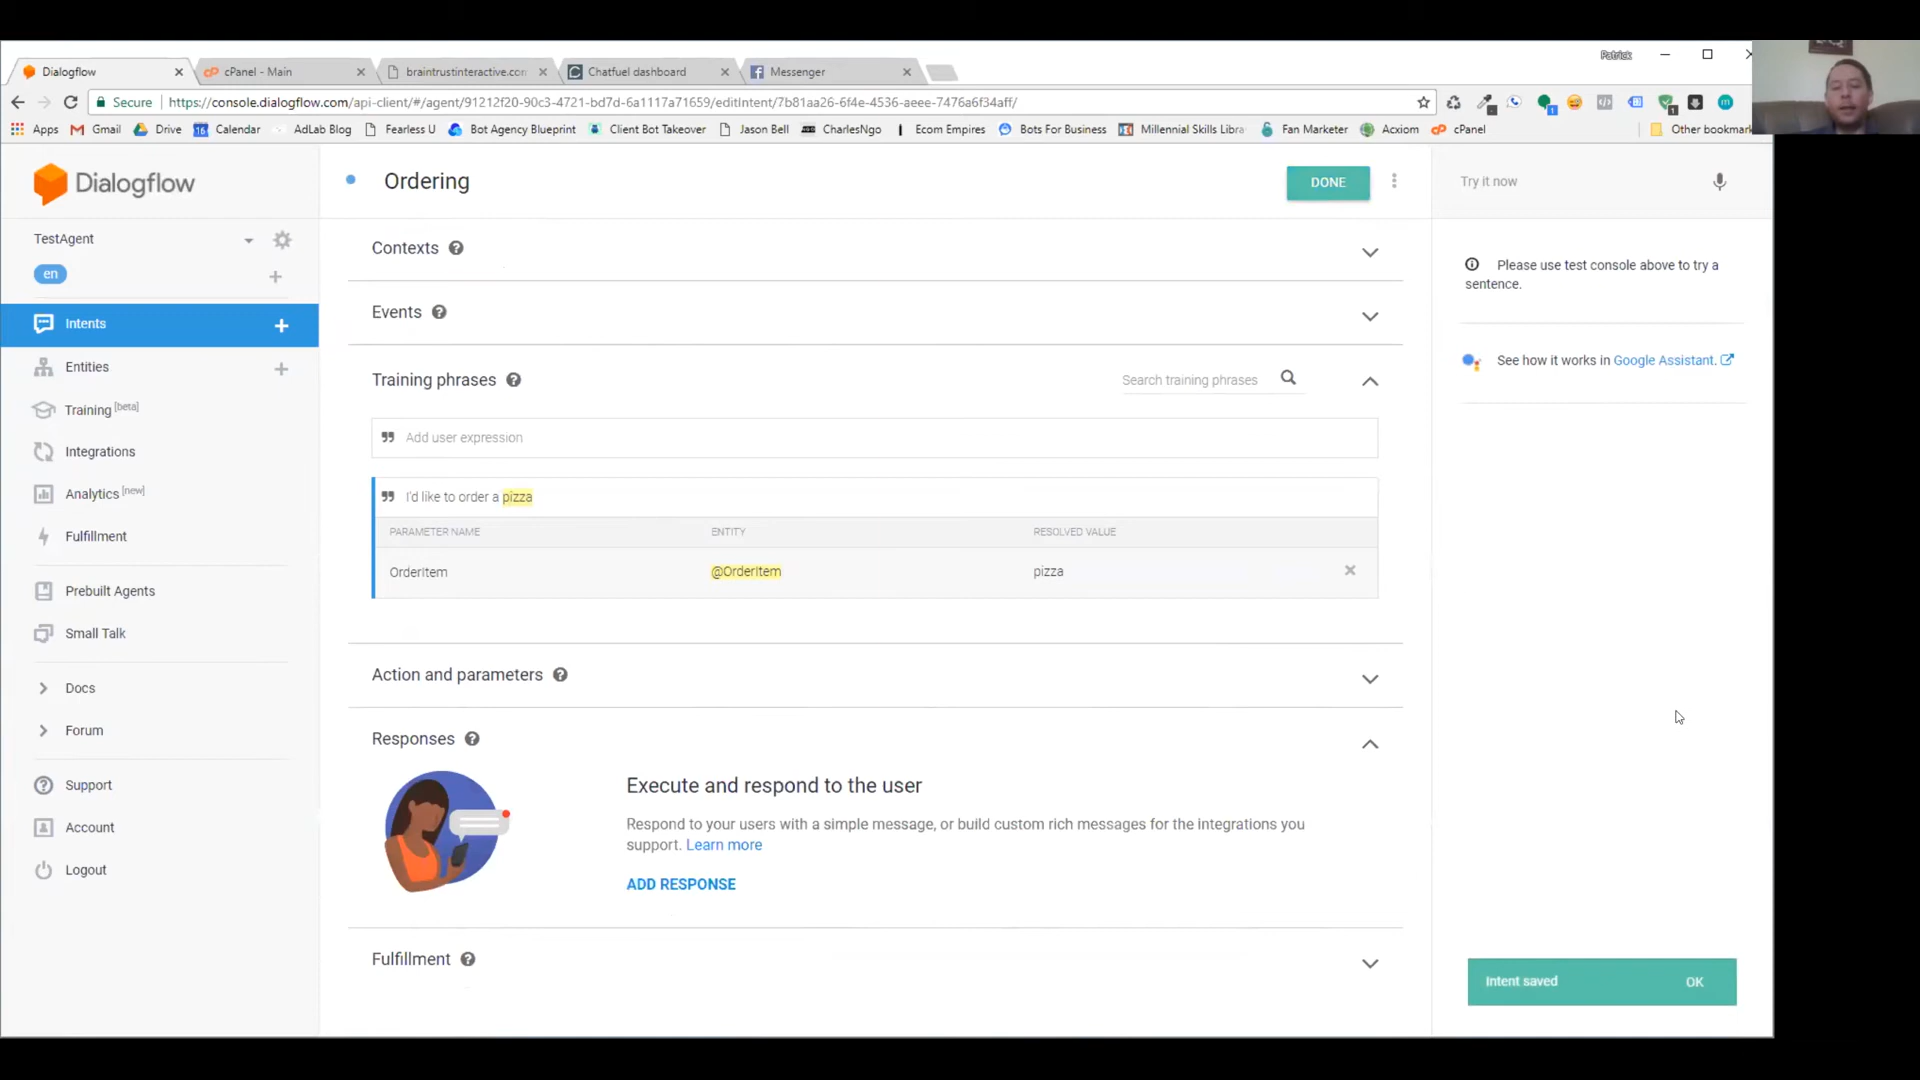 Patrick
Dialogflow
cPanel - Main
braintrustinteractive.com
Chatfuel dashboard
Messenger
Secure
https://console.dialogflow.com/api-client/#/agent/91212f20-90c3-4721-bd7d-6a1117a71659/editIntent/7b81aa26-6f4e-4536-aeee-7476a6f34aff/
Apps
Gmail
Drive
Calendar
AdLab Blog
Fearless U
Bot Agency Blueprint
Client Bot Takeover
Jason Bell
CharlesNgo
Ecom Empires
Bots For Business
Millennial Skills Libra
Fan Marketer
Acxiom
cPanel
Other bookmark
Dialogflow
TestAgent
en
Intents
Entities
Training [beta]
Integrations
Analytics [new]
Fulfillment
Prebuilt Agents
Small Talk
Docs
Forum
Support
Account
Logout
Ordering
DONE
Contexts
Events
Training phrases
Search training phrases
Add user expression
I'd like to order a pizza
PARAMETER NAME ENTITY RESOLVED VALUE
OrderItem @OrderItem pizza
Action and parameters
Responses
Execute and respond to the user
Respond to your users with a simple message, or build custom rich messages for the integrations you
support. Learn more
ADD RESPONSE
Fulfillment
Try it now
Please use test console above to try a
sentence.
See how it works in Google Assistant.
Intent saved OK